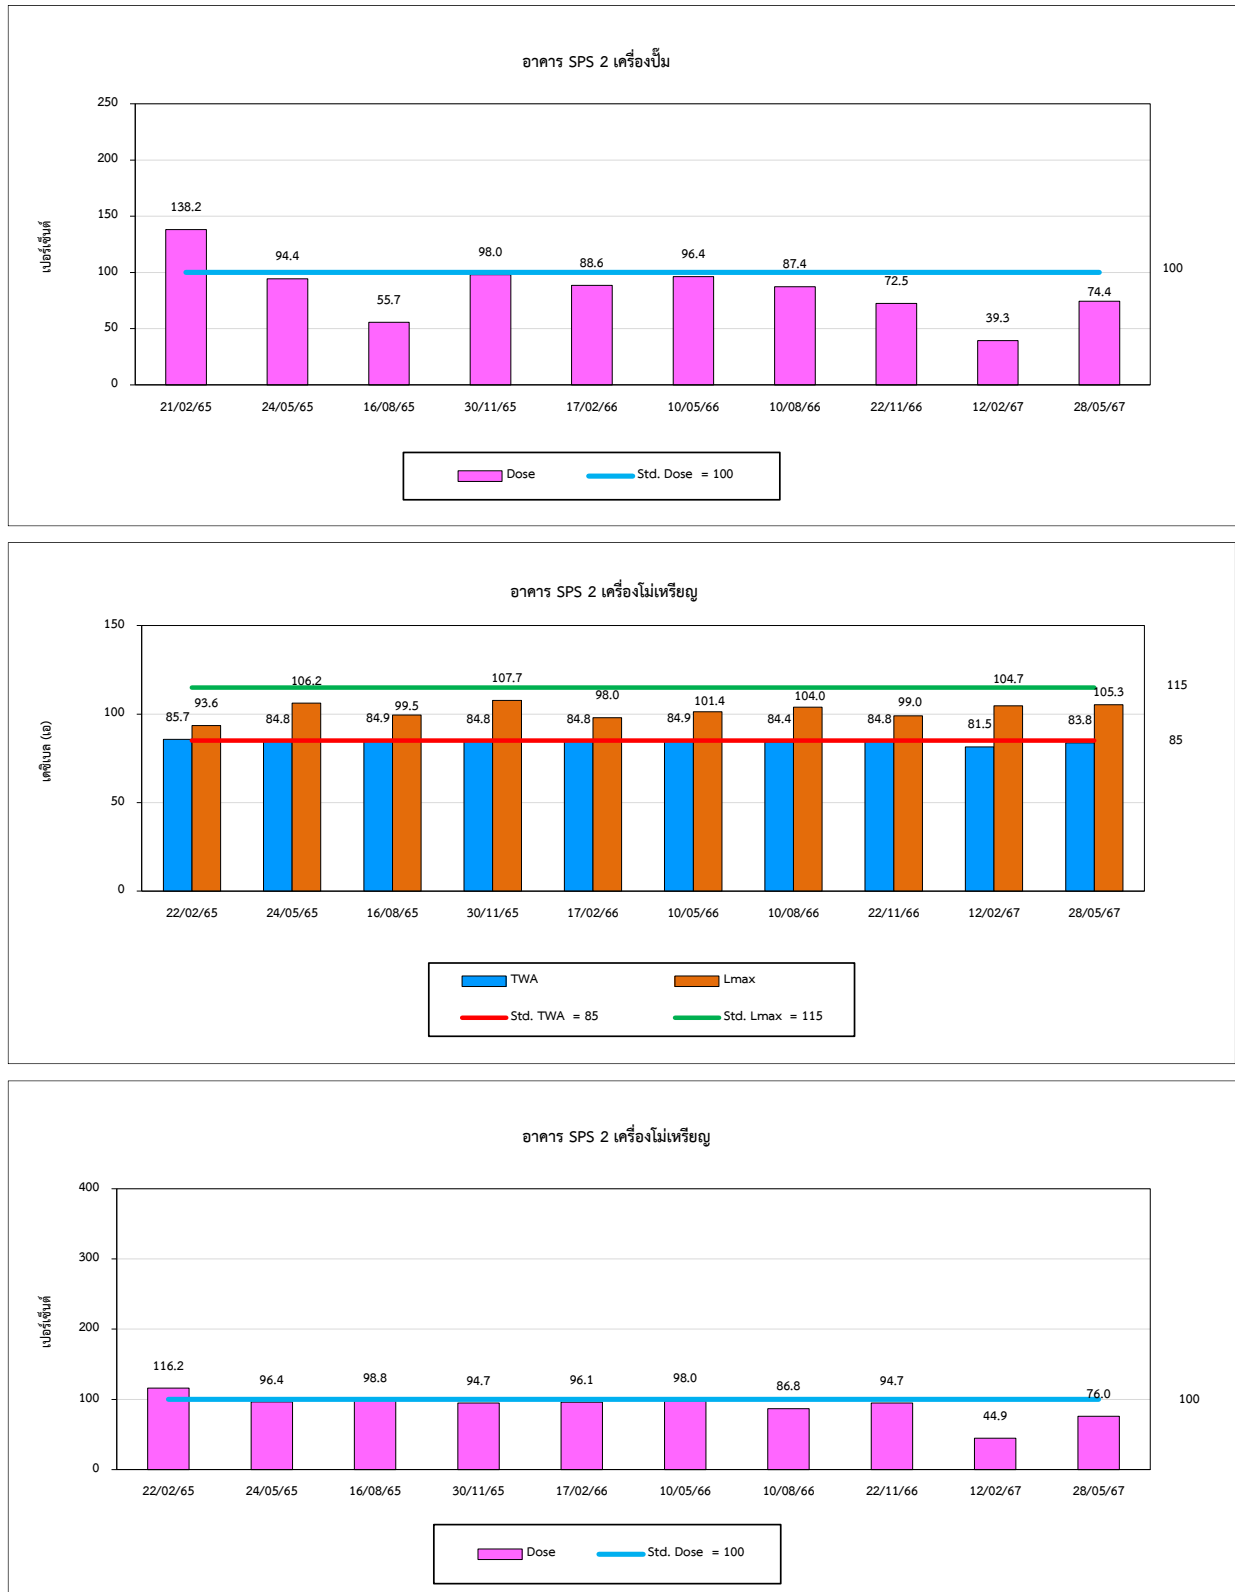 อาคาร SPS 2 เครื่องปั๊ม
250
200
150
100
50
0
เปอร์เซ็นต์
138.2
94.4
55.7
98.0
88.6
96.4
87.4
72.5
39.3
74.4
100
21/02/65 24/05/65 16/08/65 30/11/65 17/02/66 10/05/66 10/08/66 22/11/66 12/02/67 28/05/67
Dose Std. Dose = 100
อาคาร SPS 2 เครื่องโม่เหรียญ
150
100
50
0
เดซิเบล (เอ)
85.7 93.6 84.8 106.2 84.9 99.5 84.8 107.7 84.8 98.0 84.9 101.4 84.4 104.0 84.8 99.0 81.5 104.7 83.8 105.3
115
85
22/02/65 24/05/65 16/08/65 30/11/65 17/02/66 10/05/66 10/08/66 22/11/66 12/02/67 28/05/67
TWA Lmax
Std. TWA = 85 Std. Lmax = 115
อาคาร SPS 2 เครื่องโม่เหรียญ
400
300
200
100
0
เปอร์เซ็นต์
116.2 96.4 98.8 94.7 96.1 98.0 86.8 94.7 44.9 76.0
100
22/02/65 24/05/65 16/08/65 30/11/65 17/02/66 10/05/66 10/08/66 22/11/66 12/02/67 28/05/67
Dose Std. Dose = 100